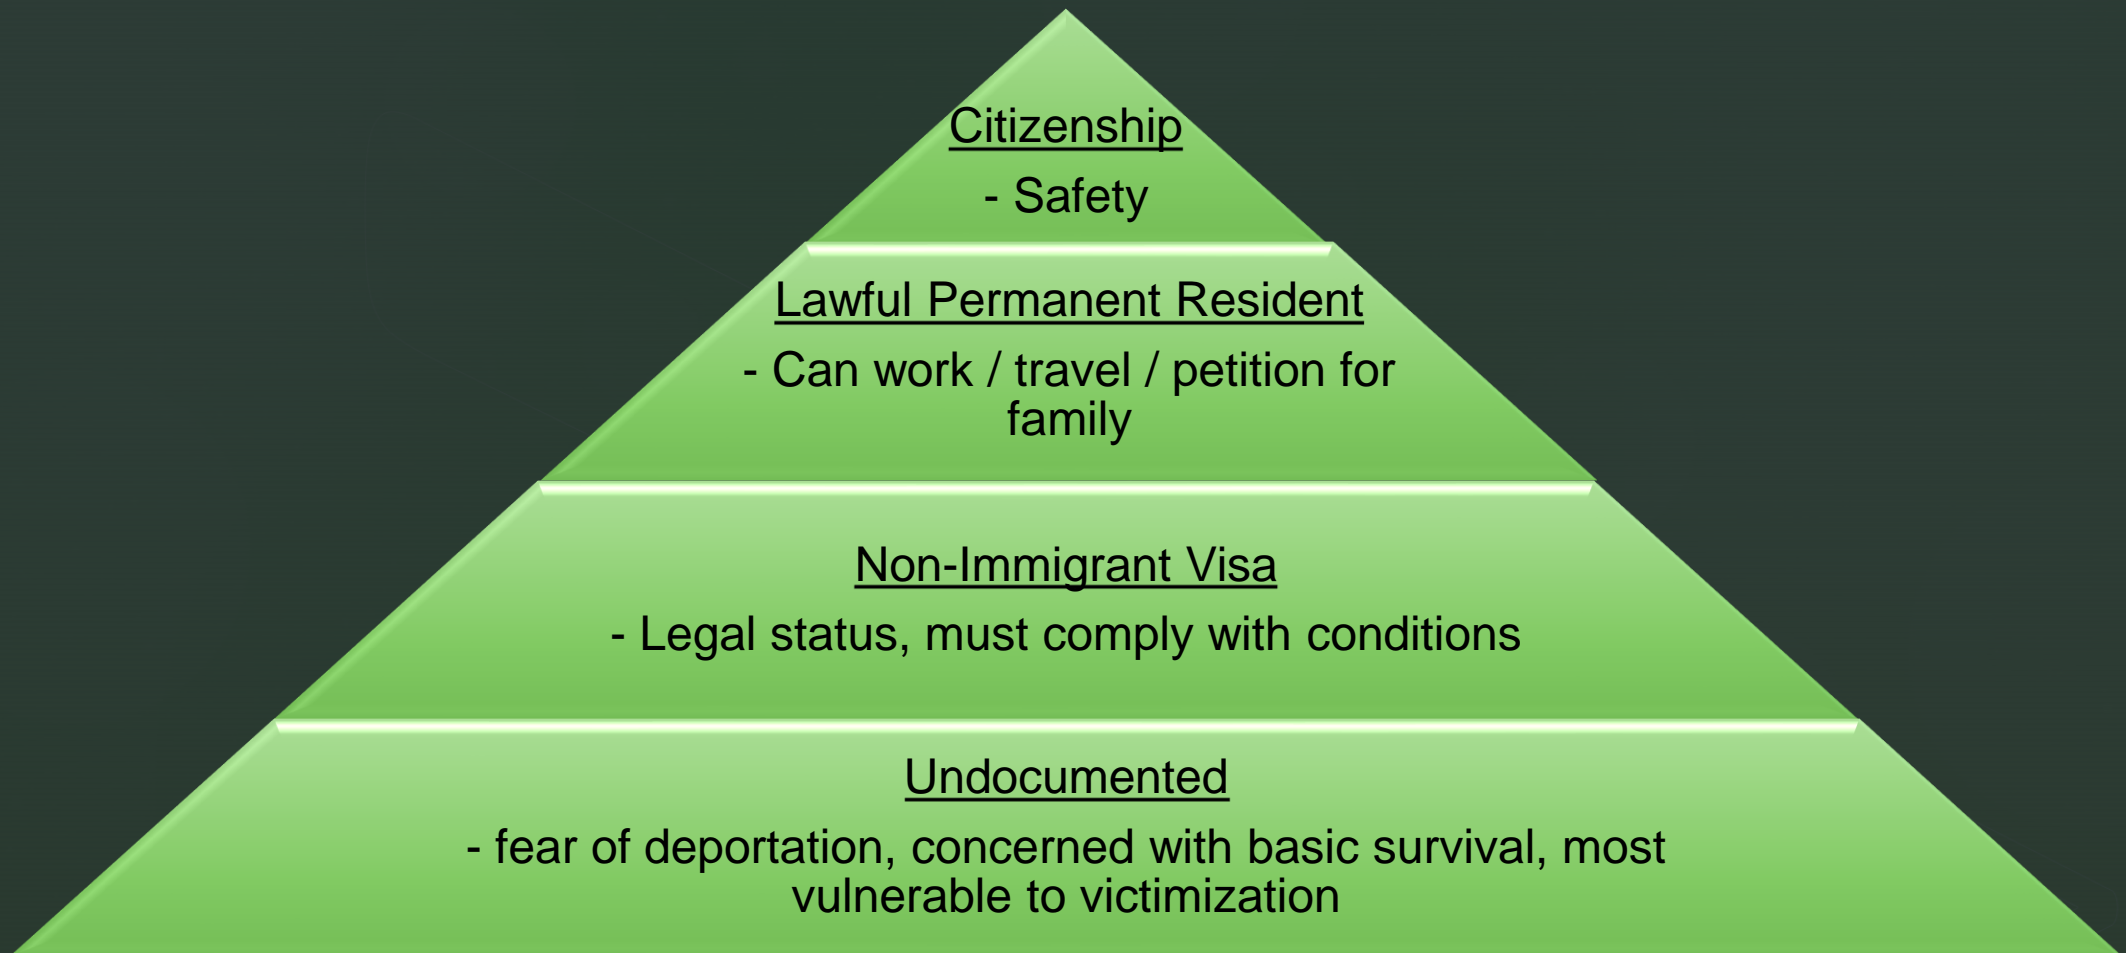 Citizenship
- Safety
Lawful Permanent Resident
- Can work / travel / petition for
family
Non-Immigrant Visa
- Legal status, must comply with conditions
Undocumented
- fear of deportation, concerned with basic survival, most
vulnerable to victimization